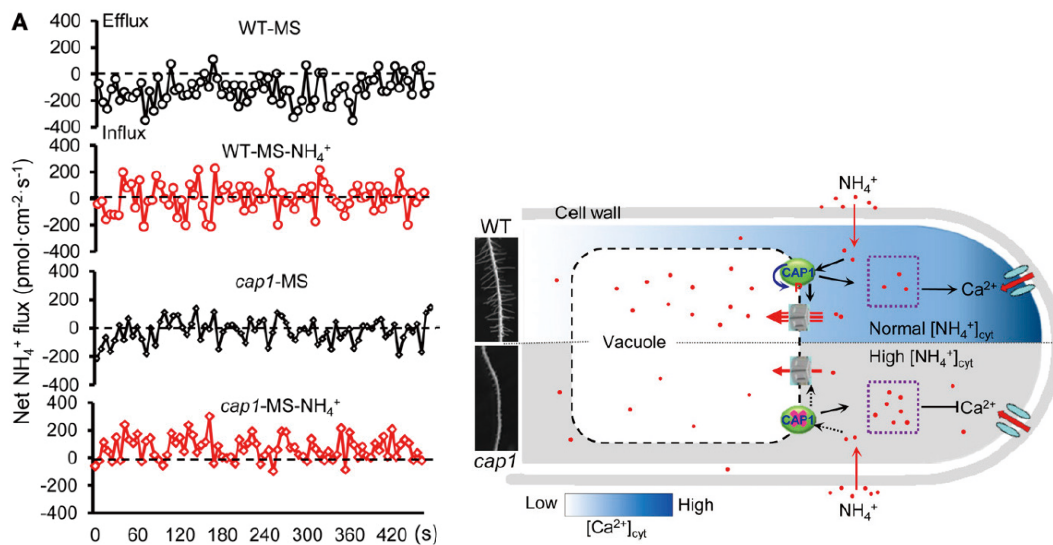 A
Net NH₄⁺ flux (pmol·cm⁻²·s⁻¹)
400
Efflux
WT-MS
200
0
-200
-400
Influx
400
WT-MS-NH₄⁺
200
0
-200
-400
400
cap1-MS
200
0
-200
-400
400
cap1-MS-NH₄⁺
200
0
-200
-400
0 60 120 180 240 300 360 420 (s)
WT
cap1
Cell wall
NH₄⁺
CAP1
Ca²⁺
Normal [NH₄⁺]cyt
Vacuole
High [NH₄⁺]cyt
CAP1
Ca²⁺
NH₄⁺
Low High
[Ca²⁺]cyt